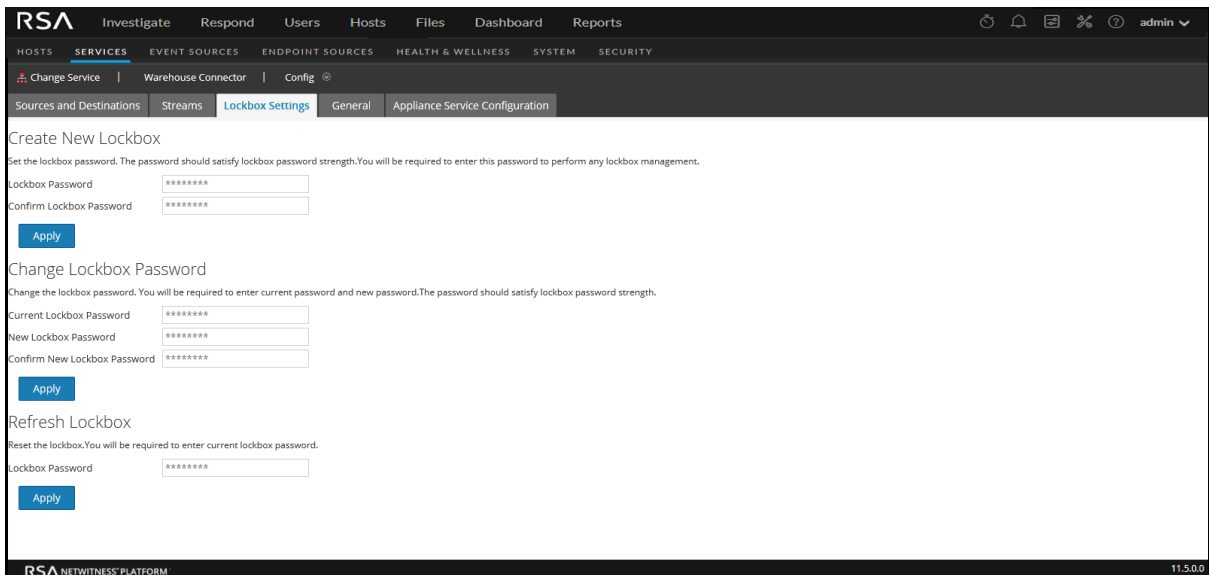 RSA Investigate Respond Users Hosts Files Dashboard Reports admin
HOSTS SERVICES EVENT SOURCES ENDPOINT SOURCES HEALTH & WELLNESS SYSTEM SECURITY
Change Service | Warehouse Connector | Config
Sources and Destinations Streams Lockbox Settings General Appliance Service Configuration
Create New Lockbox
Set the lockbox password. The password should satisfy lockbox password strength.You will be required to enter this password to perform any lockbox management.
Lockbox Password ********
Confirm Lockbox Password ********
Apply
Change Lockbox Password
Change the lockbox password. You will be required to enter current password and new password.The password should satisfy lockbox password strength.
Current Lockbox Password ********
New Lockbox Password ********
Confirm New Lockbox Password ********
Apply
Refresh Lockbox
Reset the lockbox.You will be required to enter current lockbox password.
Lockbox Password ********
Apply
RSA NETWITNESS® PLATFORM 11.5.0.0